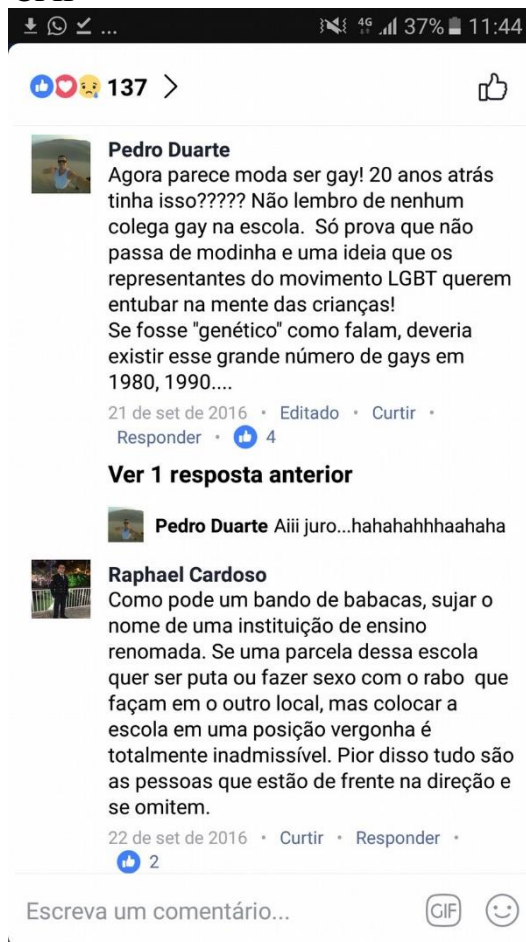 ... 4G 37% 11:44
137 >
Pedro Duarte
Agora parece moda ser gay! 20 anos atrás
tinha isso????? Não lembro de nenhum
colega gay na escola. Só prova que não
passa de modinha e uma ideia que os
representantes do movimento LGBT querem
entubar na mente das crianças!
Se fosse "genético" como falam, deveria
existir esse grande número de gays em
1980, 1990....
21 de set de 2016 · Editado · Curtir ·
Responder · 4
Ver 1 resposta anterior
Pedro Duarte Aiii juro...hahahahhhaahaha
Raphael Cardoso
Como pode um bando de babacas, sujar o
nome de uma instituição de ensino
renomada. Se uma parcela dessa escola
quer ser puta ou fazer sexo com o rabo que
façam em o outro local, mas colocar a
escola em uma posição vergonha é
totalmente inadmissível. Pior disso tudo são
as pessoas que estão de frente na direção e
se omitem.
22 de set de 2016 · Curtir · Responder ·
2
Escreva um comentário... GIF